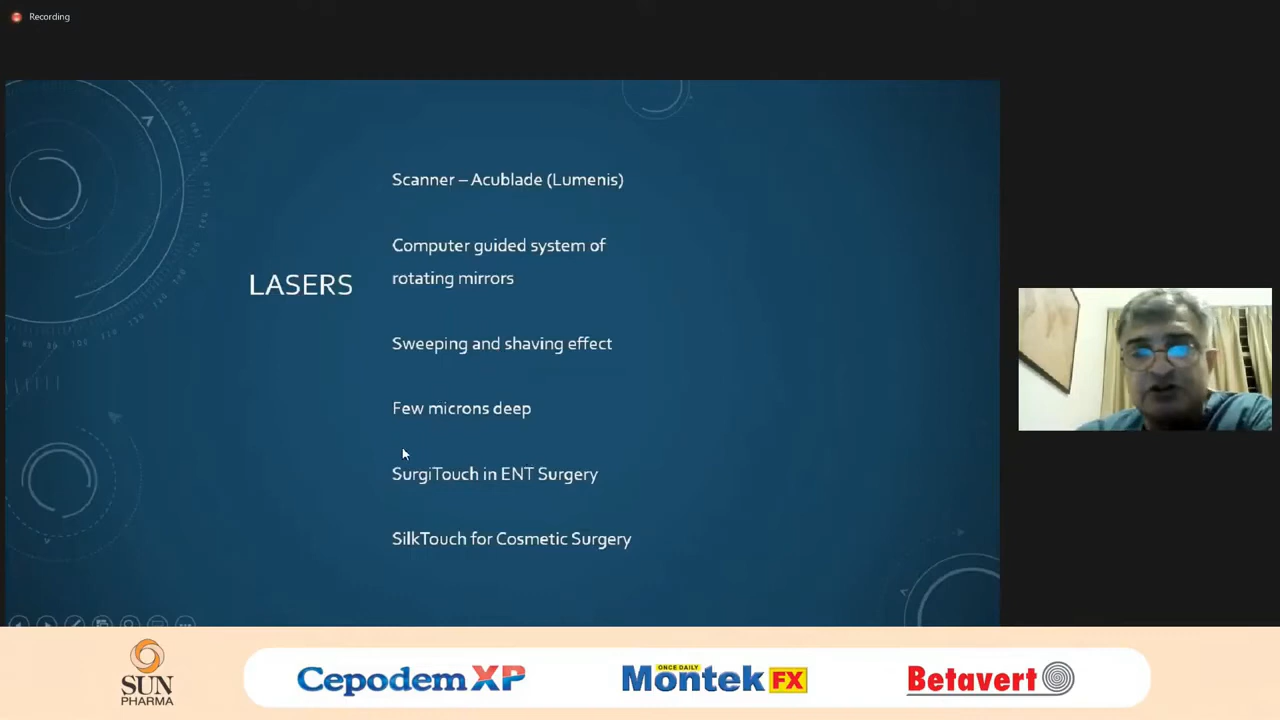 Recording
Scanner – Acublade (Lumenis)
Computer guided system of
rotating mirrors
LASERS
Sweeping and shaving effect
Few microns deep
SurgiTouch in ENT Surgery
SilkTouch for Cosmetic Surgery
SUN
PHARMA
Cepodem XP
ONCE DAILY
Montek FX
Betavert